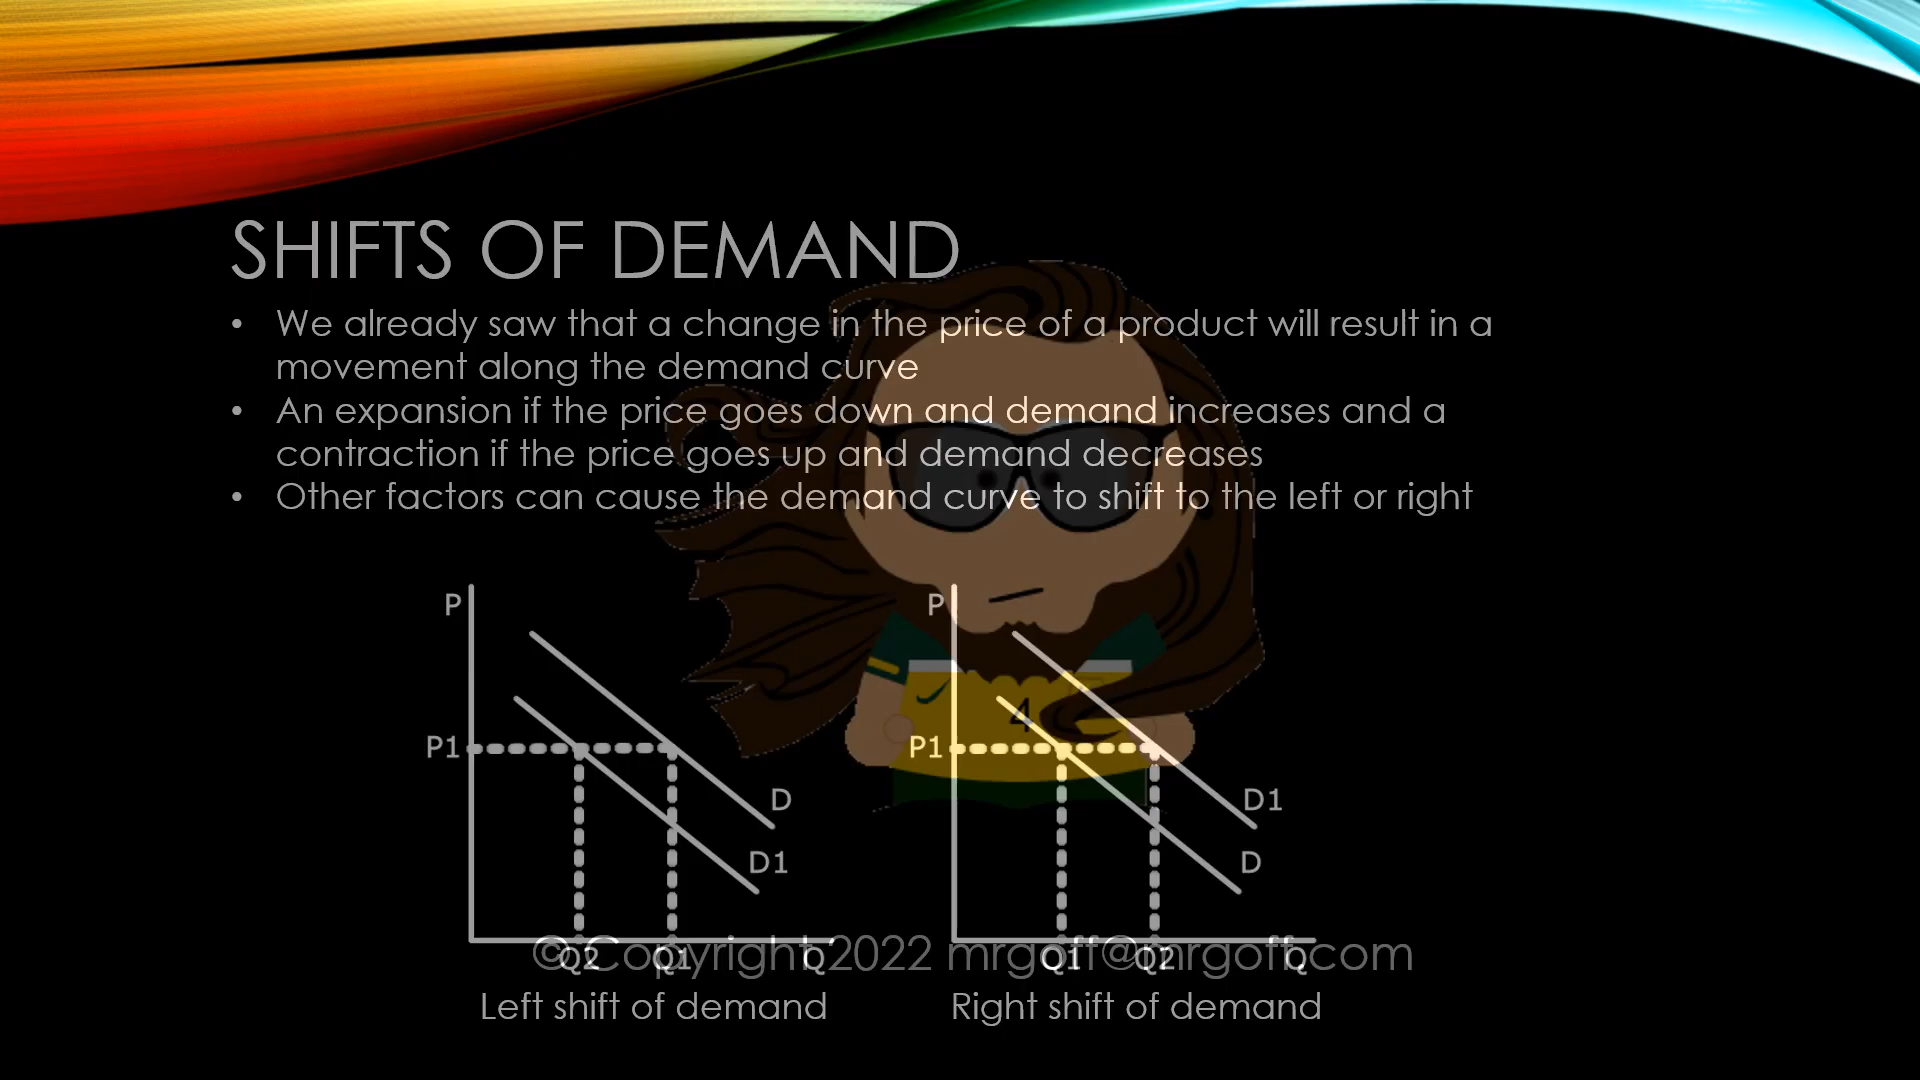 SHIFTS OF DEMAND
• We already saw that a change in the price of a product will result in a
movement along the demand curve
• An expansion if the price goes down and demand increases and a
contraction if the price goes up and demand decreases
• Other factors can cause the demand curve to shift to the left or right
P
P1
D
D1
Q2 Q1 Q
Left shift of demand
P
4
P1
D1
D
Q1 Q2 Q
Right shift of demand
© Copyright 2022 mrgoff@mrgoff.com